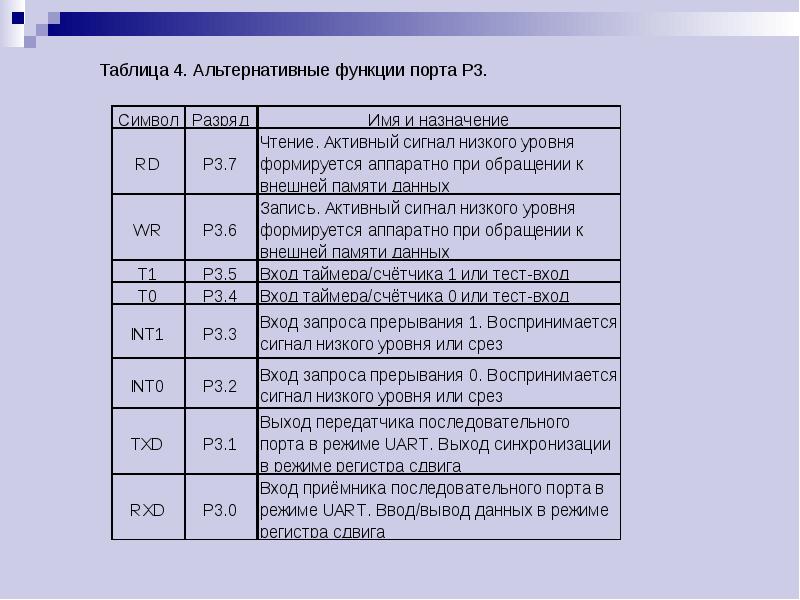 Таблица 4. Альтернативные функции порта P3.
Символ Разряд Имя и назначение
RD P3.7 Чтение. Активный сигнал низкого уровня
формируется аппаратно при обращении к
внешней памяти данных
WR P3.6 Запись. Активный сигнал низкого уровня
формируется аппаратно при обращении к
внешней памяти данных
T1 P3.5 Вход таймера/счётчика 1 или тест-вход
T0 P3.4 Вход таймера/счётчика 0 или тест-вход
INT1 P3.3 Вход запроса прерывания 1. Воспринимается
сигнал низкого уровня или срез
INT0 P3.2 Вход запроса прерывания 0. Воспринимается
сигнал низкого уровня или срез
TXD P3.1 Выход передатчика последовательного
порта в режиме UART. Выход синхронизации
в режиме регистра сдвига
RXD P3.0 Вход приёмника последовательного порта в
режиме UART. Ввод/вывод данных в режиме
регистра сдвига